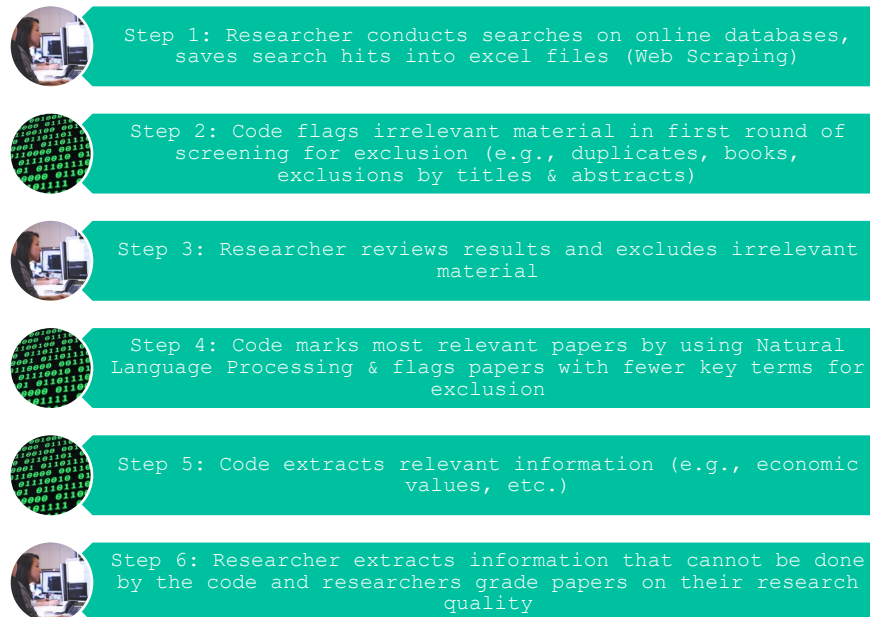 Step 1: Researcher conducts searches on online databases,
saves search hits into excel files (Web Scraping)
Step 2: Code flags irrelevant material in first round of
screening for exclusion (e.g., duplicates, books,
exclusions by titles & abstracts)
Step 3: Researcher reviews results and excludes irrelevant
material
Step 4: Code marks most relevant papers by using Natural
Language Processing & flags papers with fewer key terms for
exclusion
Step 5: Code extracts relevant information (e.g., economic
values, etc.)
Step 6: Researcher extracts information that cannot be done
by the code and researchers grade papers on their research
quality